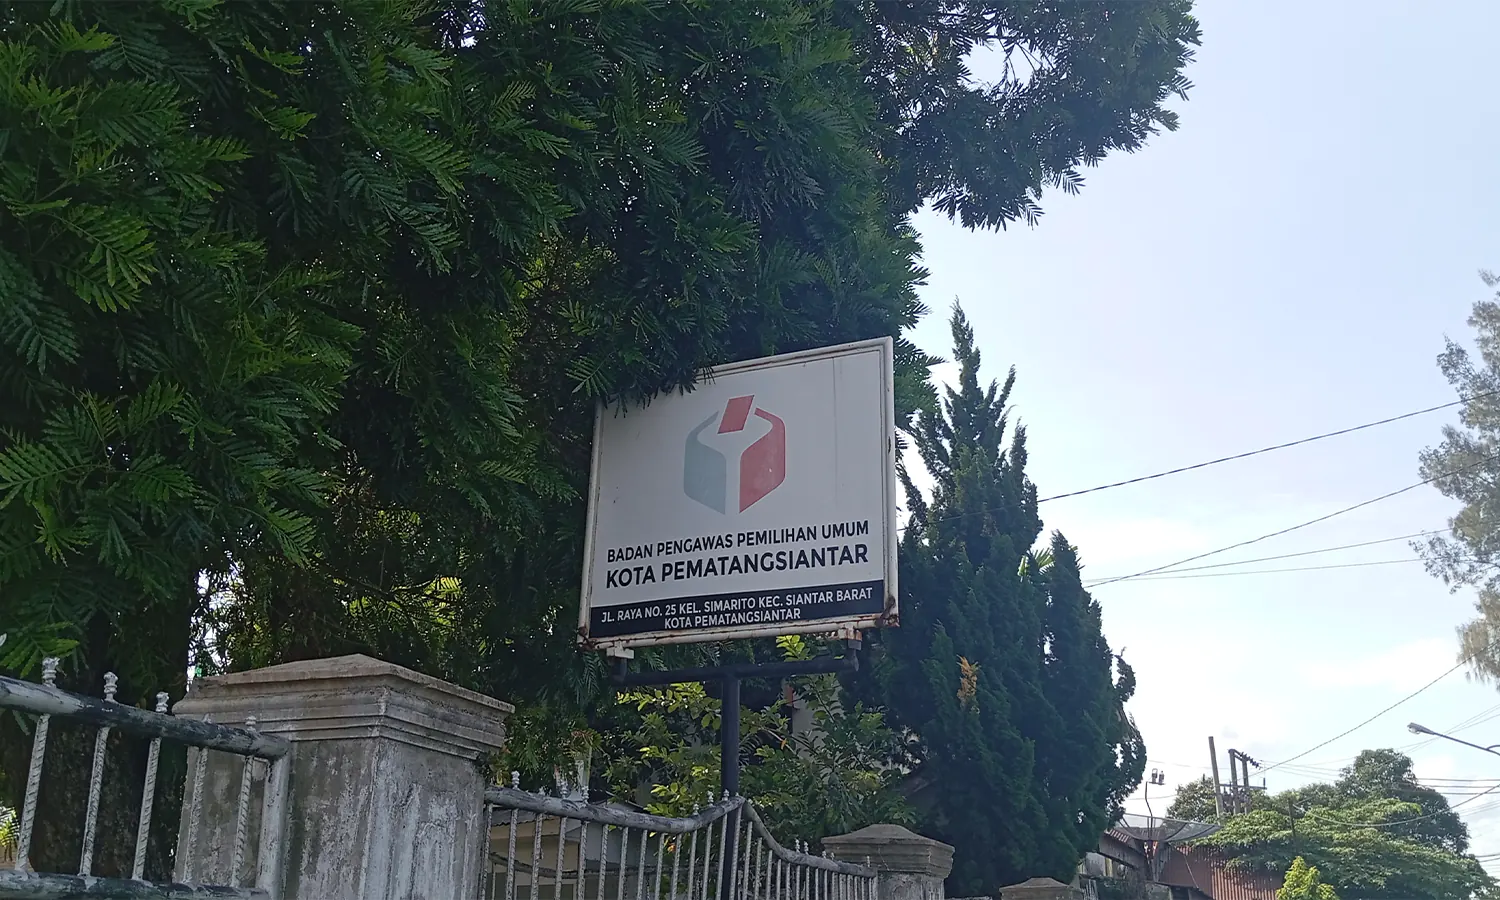 BADAN PENGAWAS PEMILIHAN UMUM
KOTA PEMATANGSIANTAR
JL. RAYA NO. 25 KEL. SIMARITO KEC. SIANTAR BARAT
KOTA PEMATANGSIANTAR